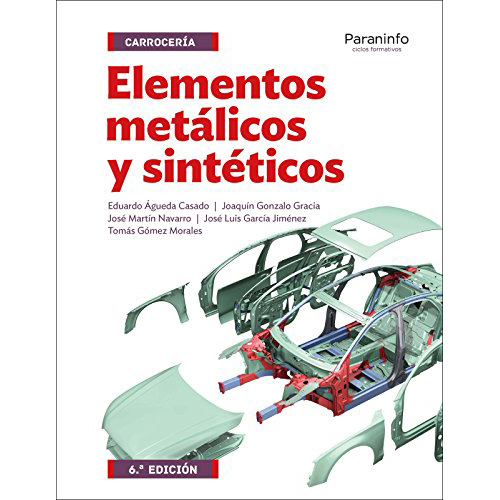 CARROCERÍA
Paraninfo
ciclos formativos
Elementos
metálicos
y sintéticos
Eduardo Águeda Casado | Joaquín Gonzalo Gracia
José Martín Navarro | José Luis García Jiménez
Tomás Gómez Morales
6.ª EDICIÓN